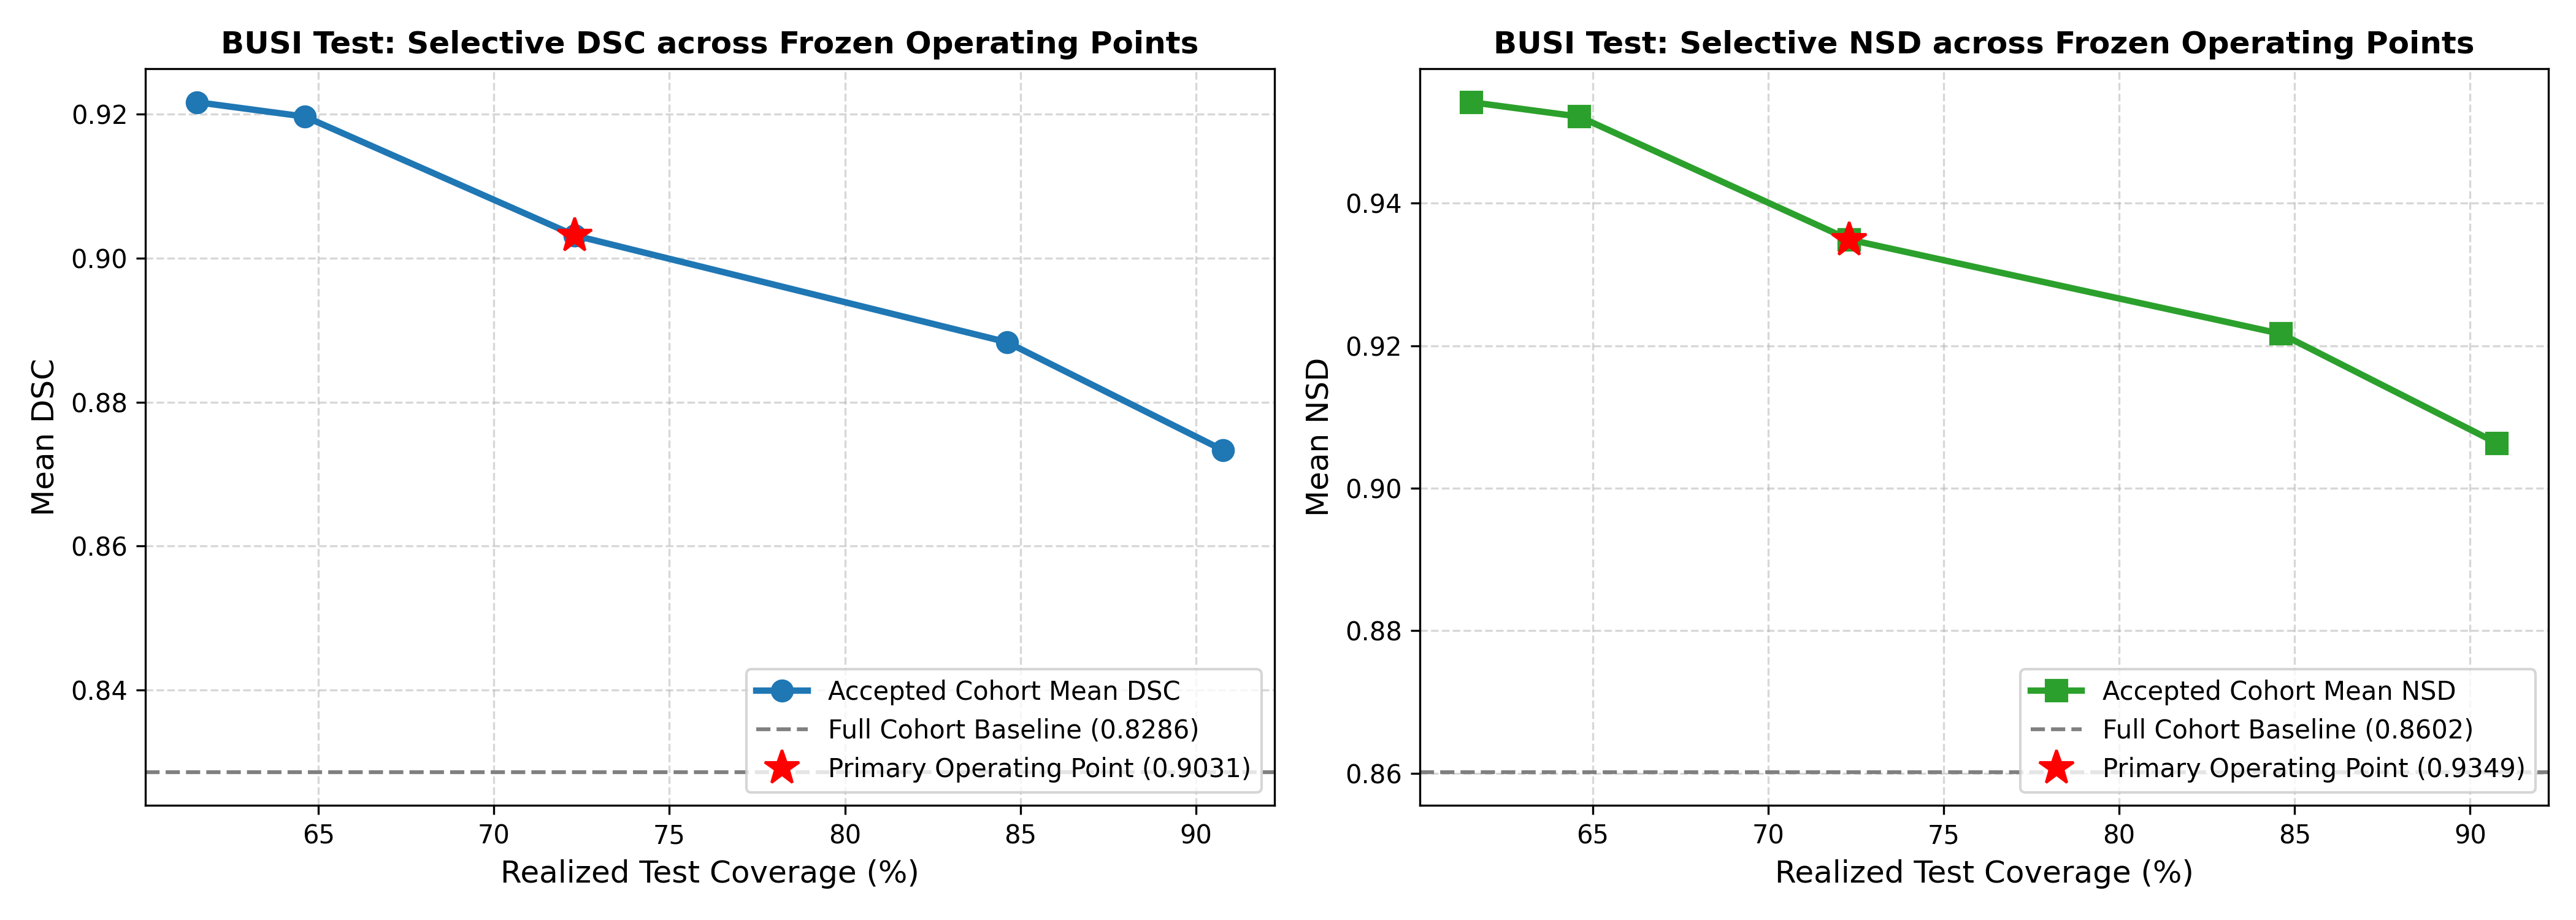 BUSI Test: Selective DSC across Frozen Operating Points
Mean DSC
0.92
0.90
0.88
0.86
0.84
Accepted Cohort Mean DSC
Full Cohort Baseline (0.8286)
Primary Operating Point (0.9031)
65
70
75
80
85
90
Realized Test Coverage (%)
BUSI Test: Selective NSD across Frozen Operating Points
Mean NSD
0.94
0.92
0.90
0.88
0.86
Accepted Cohort Mean NSD
Full Cohort Baseline (0.8602)
Primary Operating Point (0.9349)
65
70
75
80
85
90
Realized Test Coverage (%)